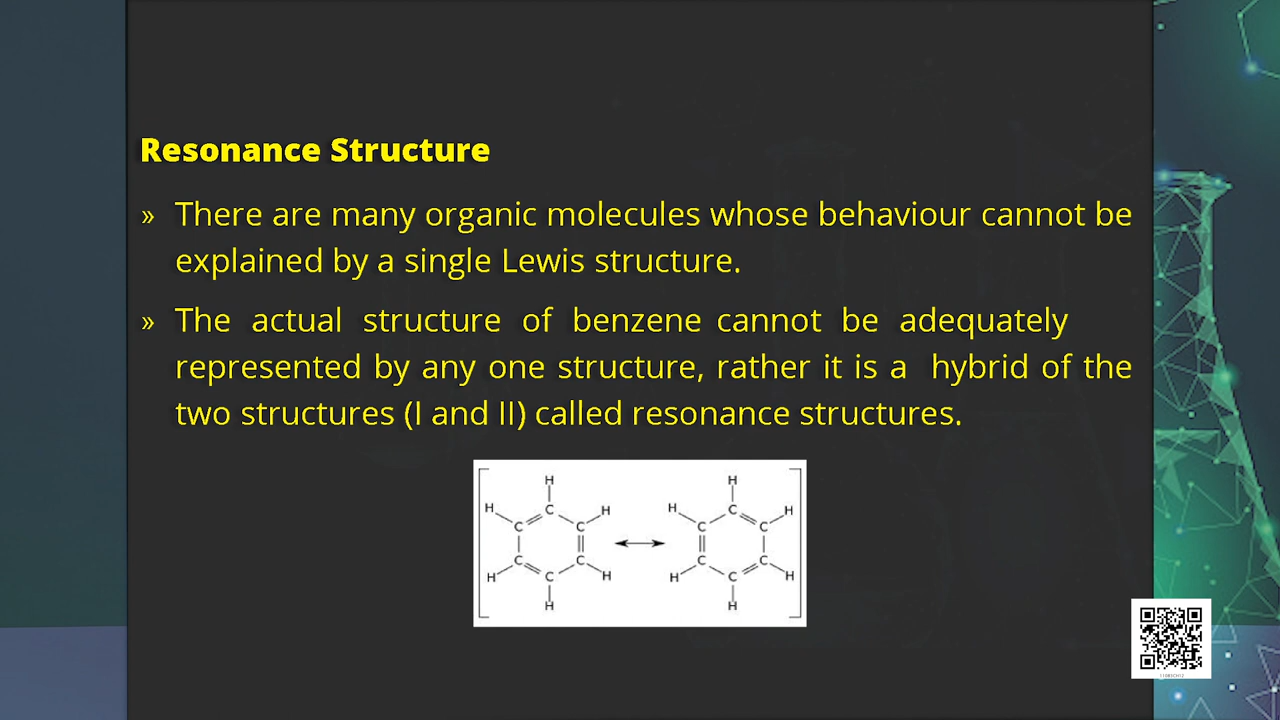 Resonance Structure
» There are many organic molecules whose behaviour cannot be
explained by a single Lewis structure.
» The actual structure of benzene cannot be adequately
represented by any one structure, rather it is a hybrid of the
two structures (I and II) called resonance structures.
H H
H H H H
C C
C C C C
C C C C
C C
H H H H
H H